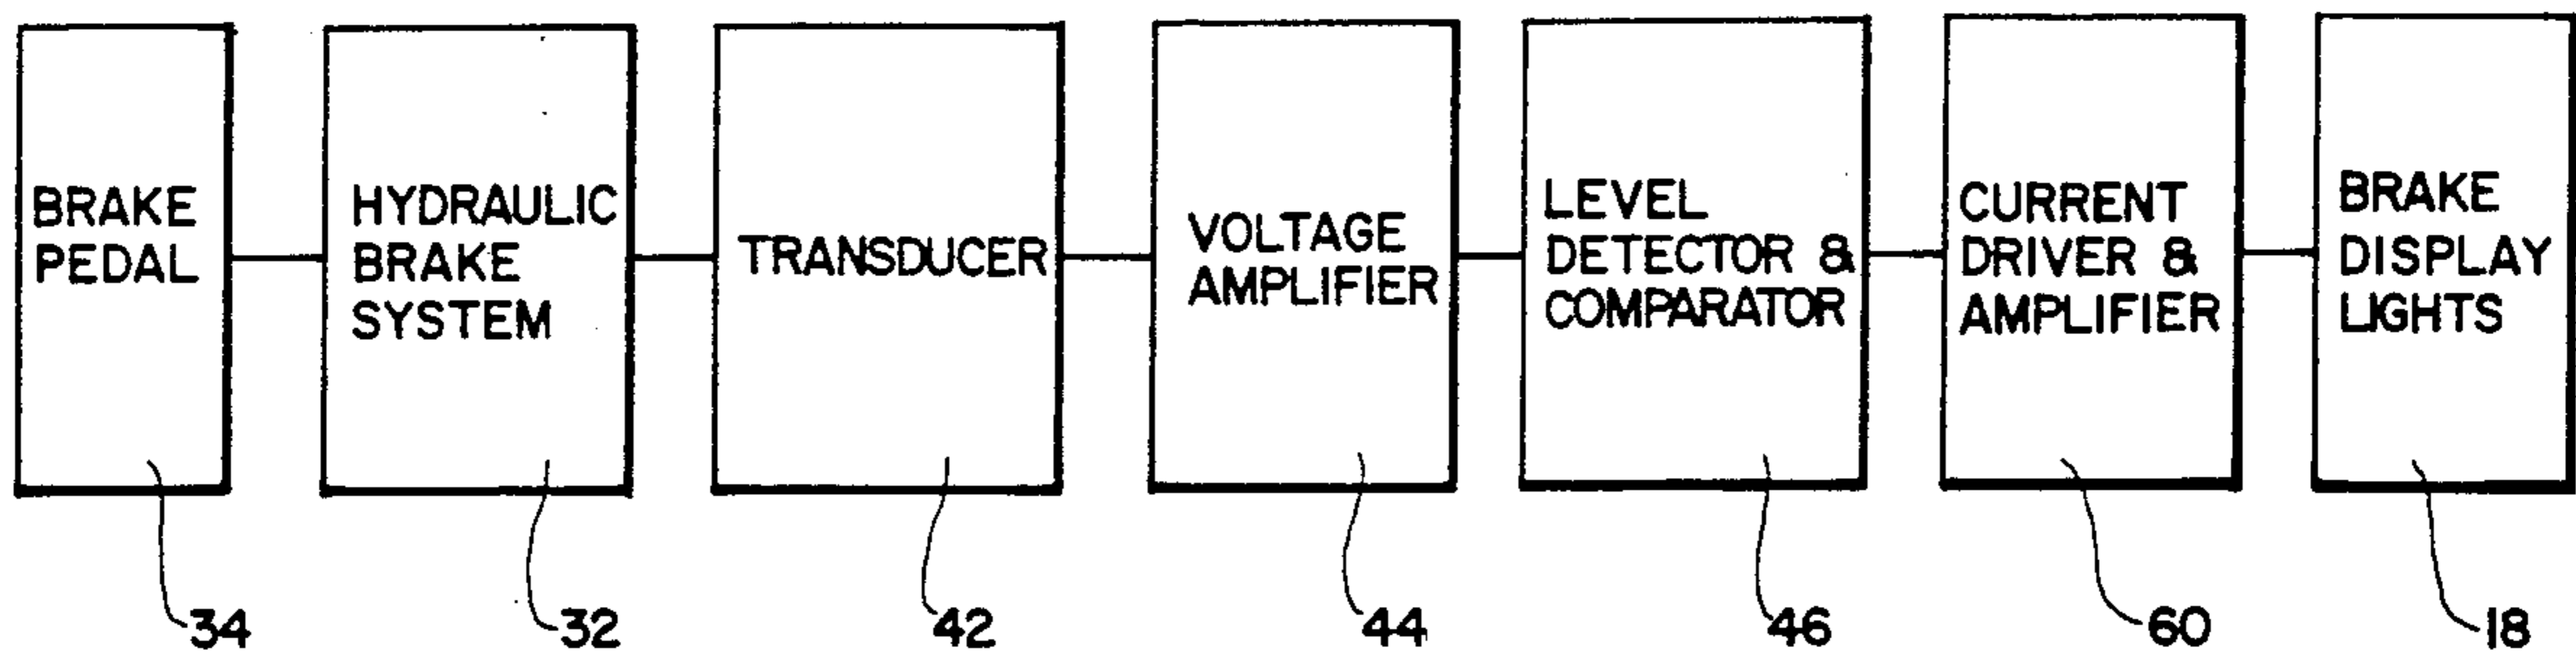 BRAKE
PEDAL
HYDRAULIC
BRAKE
SYSTEM
TRANSDUCER
VOLTAGE
AMPLIFIER
LEVEL
DETECTOR &
COMPARATOR
CURRENT
DRIVER &
AMPLIFIER
BRAKE
DISPLAY
LIGHTS
34
32
42
44
46
60
18